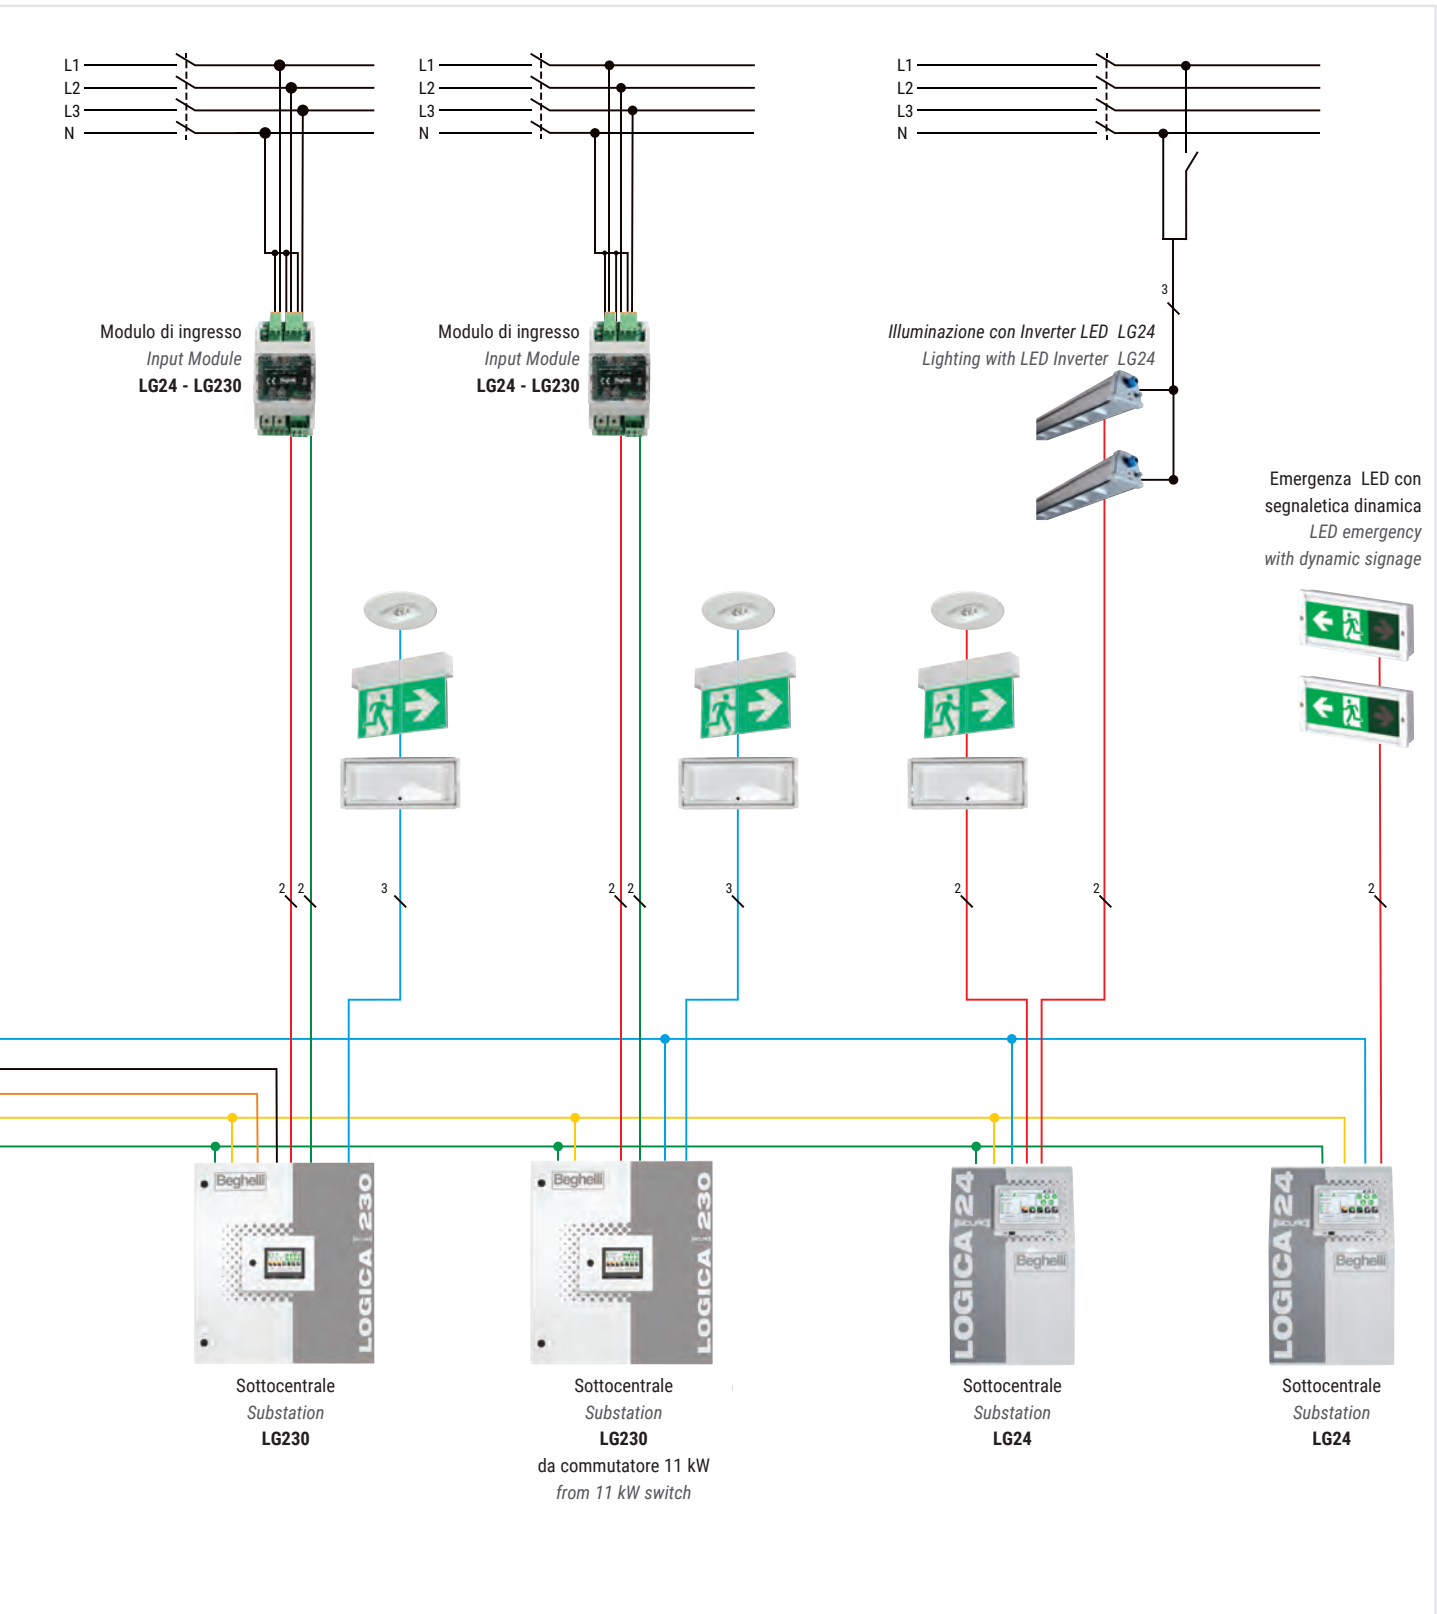 L1
L2
L3
N
L1
L2
L3
N
L1
L2
L3
N
3
Modulo di ingresso
Input Module
LG24 - LG230
Modulo di ingresso
Input Module
LG24 - LG230
Illuminazione con Inverter LED LG24
Lighting with LED Inverter LG24
Emergenza LED con
segnaletica dinamica
LED emergency
with dynamic signage
2 2
3
2 2
3
2
2
2
Beghelli
LOGICA 230
Beghelli
LOGICA 230
LOGICA 24
Beghelli
LOGICA 24
Beghelli
Sottocentrale
Substation
LG230
Sottocentrale
Substation
LG230
da commutatore 11 kW
from 11 kW switch
Sottocentrale
Substation
LG24
Sottocentrale
Substation
LG24